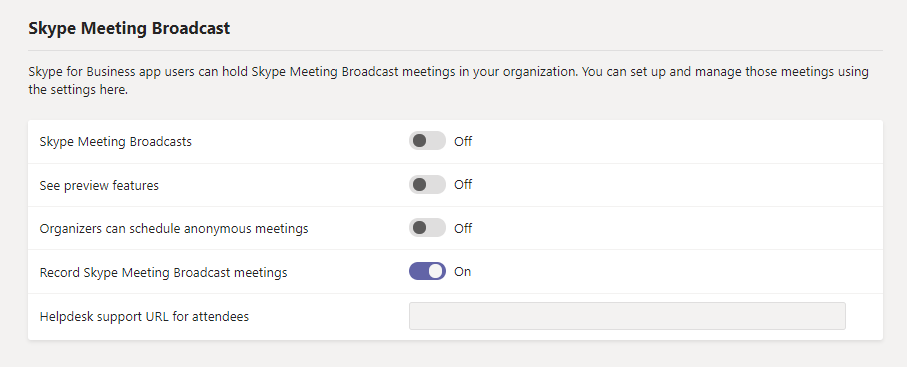 Skype Meeting Broadcast
Skype for Business app users can hold Skype Meeting Broadcast meetings in your organization. You can set up and manage those meetings using
the settings here.
Skype Meeting Broadcasts Off
See preview features Off
Organizers can schedule anonymous meetings Off
Record Skype Meeting Broadcast meetings On
Helpdesk support URL for attendees